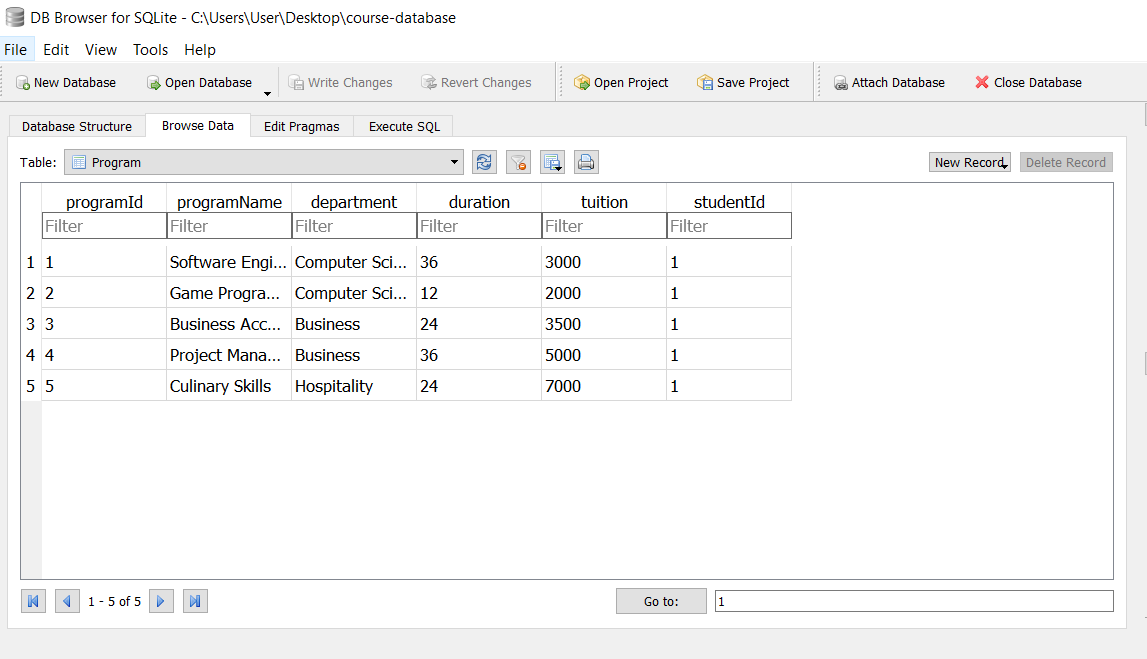 DB Browser for SQLite - C:\Users\User\Desktop\course-database
File Edit View Tools Help
New Database Open Database Write Changes Revert Changes Open Project Save Project Attach Database Close Database
Database Structure Browse Data Edit Pragmas Execute SQL
Table: Program New Record Delete Record
programId programName department duration tuition studentId
Filter Filter Filter Filter Filter Filter
1 1 Software Engi... Computer Sci... 36 3000 1
2 2 Game Progra... Computer Sci... 12 2000 1
3 3 Business Acc... Business 24 3500 1
4 4 Project Mana... Business 36 5000 1
5 5 Culinary Skills Hospitality 24 7000 1
1 - 5 of 5 Go to: 1